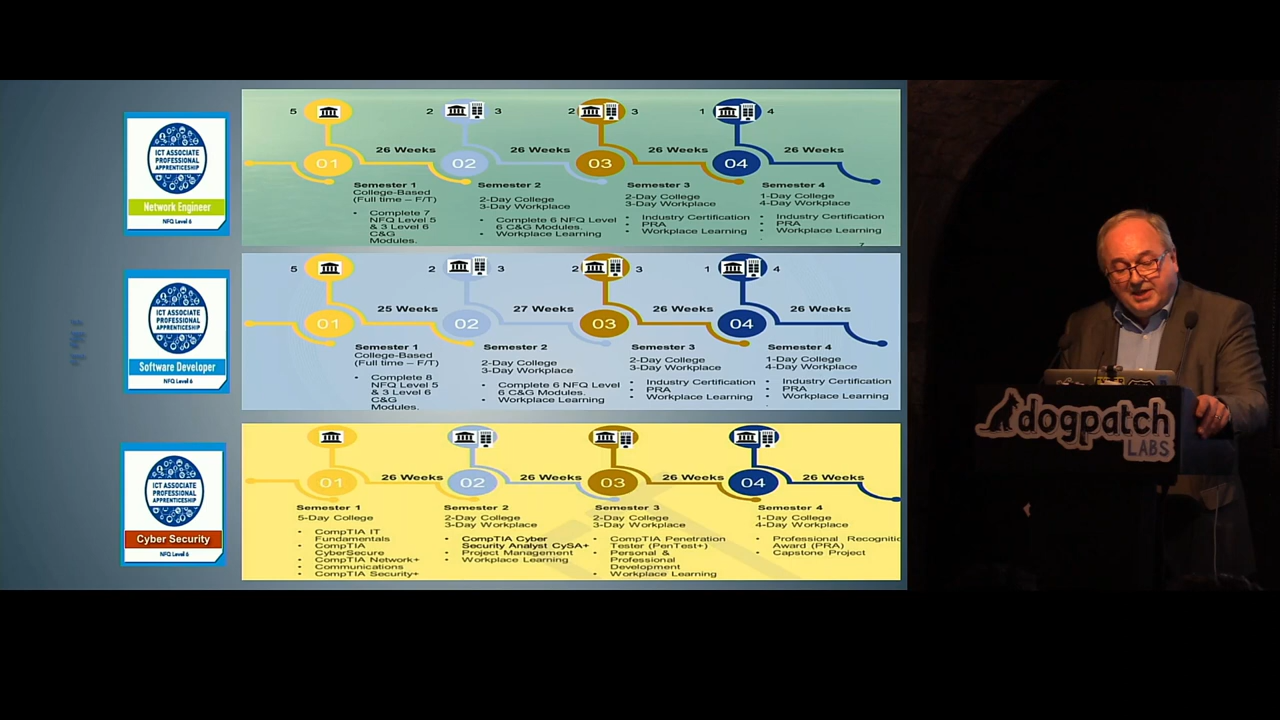 ICT ASSOCIATE
PROFESSIONAL
APPRENTICESHIP
Network Engineer
NFQ Level 6
5 2 3 2 3 1 4
26 Weeks 26 Weeks 26 Weeks 26 Weeks
01 02 03 04
Semester 1
College-Based
(Full time – F/T)
• Complete 7
NFQ Level 5
& 3 Level 6
C&G
Modules.
Semester 2
2-Day College
3-Day Workplace
• Complete 6 NFQ Level
6 C&G Modules.
• Workplace Learning
Semester 3
2-Day College
3-Day Workplace
• Industry Certification
• PRA
• Workplace Learning
Semester 4
1-Day College
4-Day Workplace
• Industry Certification
• PRA
• Workplace Learning
7
ICT ASSOCIATE
PROFESSIONAL
APPRENTICESHIP
Software Developer
NFQ Level 6
5 2 3 2 3 1 4
25 Weeks 27 Weeks 26 Weeks 26 Weeks
01 02 03 04
Semester 1
College-Based
(Full time – F/T)
• Complete 8
NFQ Level 5
& 3 Level 6
C&G
Modules.
Semester 2
2-Day College
3-Day Workplace
• Complete 6 NFQ Level
6 C&G Modules.
• Workplace Learning
Semester 3
2-Day College
3-Day Workplace
• Industry Certification
• PRA
• Workplace Learning
Semester 4
1-Day College
4-Day Workplace
• Industry Certification
• PRA
• Workplace Learning
ICT ASSOCIATE
PROFESSIONAL
APPRENTICESHIP
Cyber Security
NFQ Level 6
26 Weeks 26 Weeks 26 Weeks 26 Weeks
01 02 03 04
Semester 1
5-Day College
• CompTIA IT
Fundamentals
• CompTIA
CyberSecure
• CompTIA Network+
• Communications
• CompTIA Security+
Semester 2
2-Day College
3-Day Workplace
• CompTIA Cyber
Security Analyst CySA+
• Project Management
• Workplace Learning
Semester 3
2-Day College
3-Day Workplace
• CompTIA Penetration
Tester (PenTest+)
• Personal &
Professional
Development
• Workplace Learning
Semester 4
1-Day College
4-Day Workplace
• Professional Recognitio
Award (PRA)
• Capstone Project
dogpatch
LABS